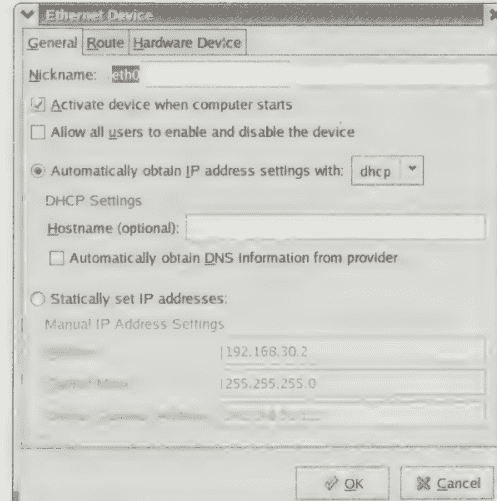 Ethernet Device
General Route Hardware Device
Nickname: eth0
Activate device when computer starts
Allow all users to enable and disable the device
Automatically obtain IP address settings with: dhcp
DHCP Settings
Hostname (optional):
Automatically obtain DNS information from provider
Statically set IP addresses:
Manual IP Address Settings
192.168.30.2
255.255.255.0
OK Cancel